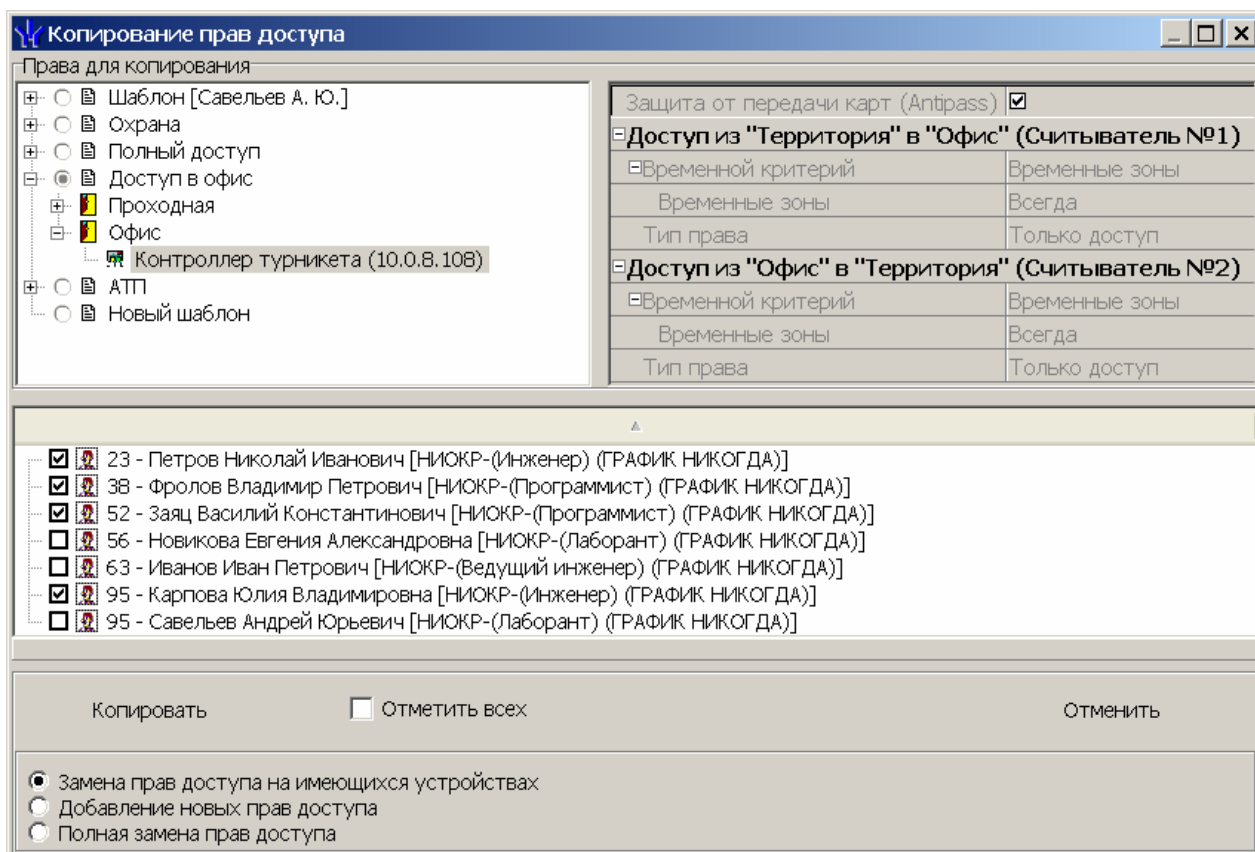 Копирование прав доступа
Права для копирования
Шаблон [Савельев А. Ю.]
Охрана
Полный доступ
Доступ в офис
Проходная
Офис
Контроллер турникета (10.0.8.108)
АТП
Новый шаблон
Защита от передачи карт (Antipass)
Доступ из "Территория" в "Офис" (Считыватель №1)
Временной критерий Временные зоны
Временные зоны Всегда
Тип права Только доступ
Доступ из "Офис" в "Территория" (Считыватель №2)
Временной критерий Временные зоны
Временные зоны Всегда
Тип права Только доступ
23 - Петров Николай Иванович [НИОКР-(Инженер) (ГРАФИК НИКОГДА)]
38 - Фролов Владимир Петрович [НИОКР-(Программист) (ГРАФИК НИКОГДА)]
52 - Заяц Василий Константинович [НИОКР-(Программист) (ГРАФИК НИКОГДА)]
56 - Новикова Евгения Александровна [НИОКР-(Лаборант) (ГРАФИК НИКОГДА)]
63 - Иванов Иван Петрович [НИОКР-(Ведущий инженер) (ГРАФИК НИКОГДА)]
95 - Карпова Юлия Владимировна [НИОКР-(Инженер) (ГРАФИК НИКОГДА)]
95 - Савельев Андрей Юрьевич [НИОКР-(Лаборант) (ГРАФИК НИКОГДА)]
Копировать Отметить всех Отменить
Замена прав доступа на имеющихся устройствах
Добавление новых прав доступа
Полная замена прав доступа